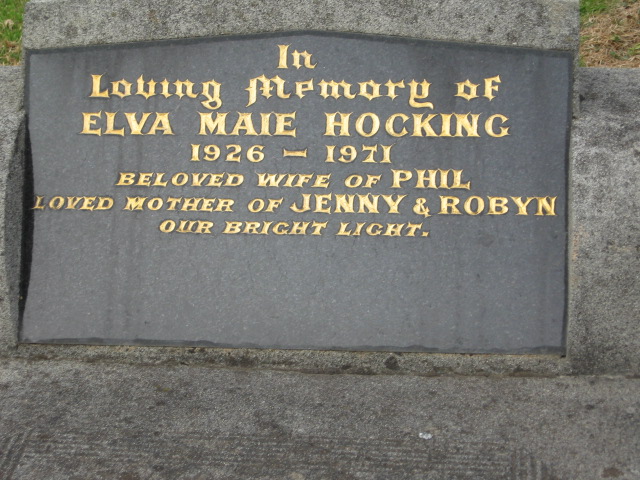 In
Loving Memory of
ELVA MAIE HOCKING
1926 - 1971
BELOVED WIFE OF PHIL
LOVED MOTHER OF JENNY & ROBYN
OUR BRIGHT LIGHT.